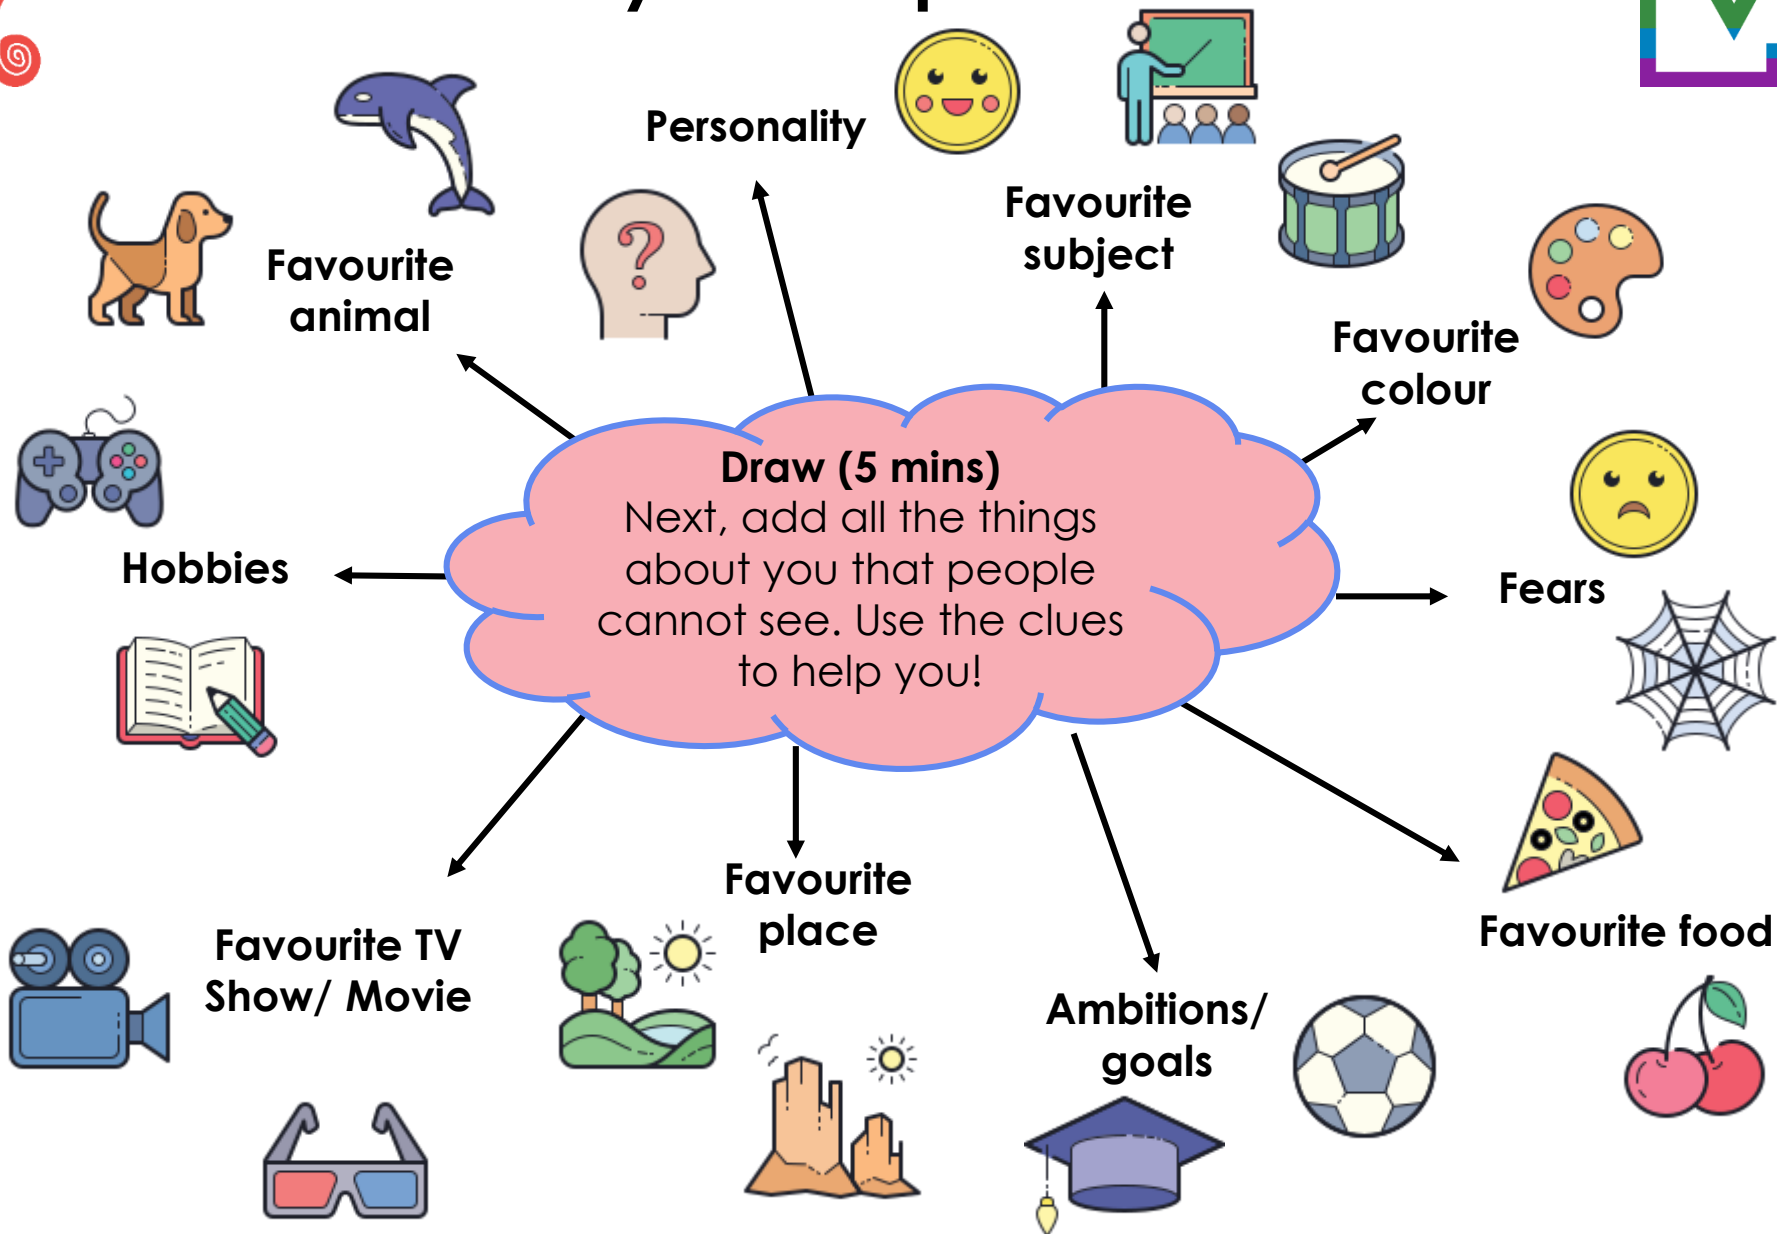 Personality
Favourite
subject
Favourite
animal
Favourite
colour
Draw (5 mins)
Next, add all the things
about you that people
cannot see. Use the clues
to help you!
Hobbies
Fears
Favourite
place
Favourite TV
Show/ Movie
Favourite food
Ambitions/
goals